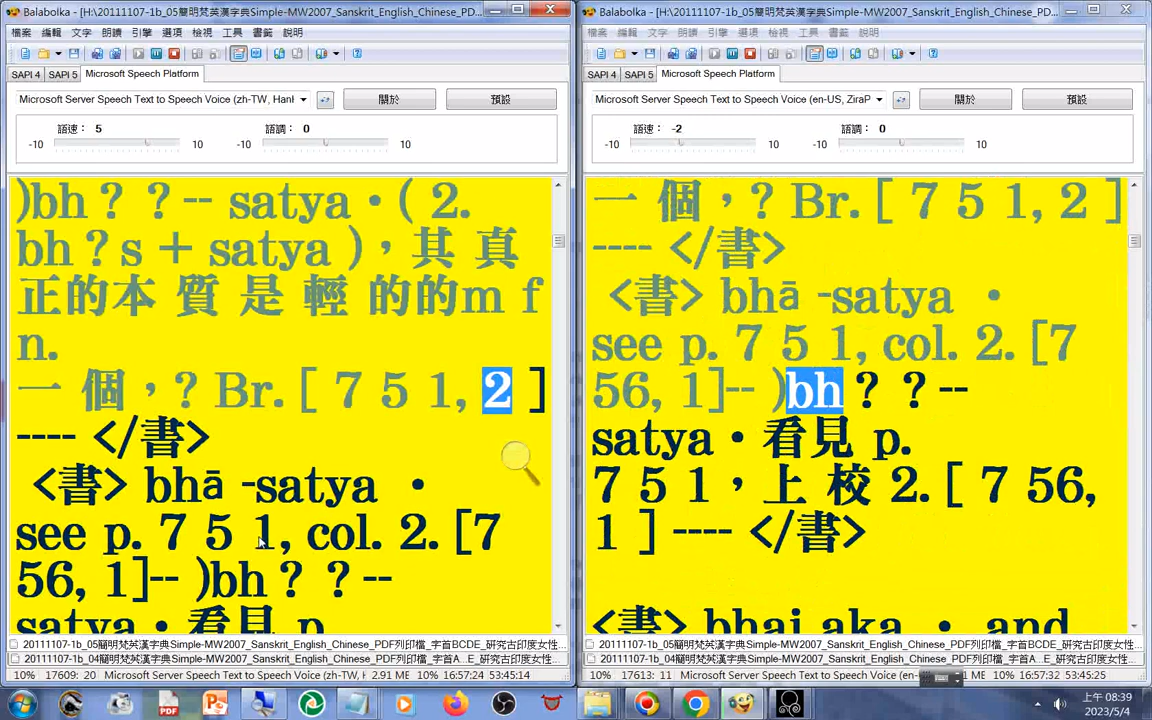 Balabolka - [H:\20111107-1b_05簡明梵英漢字典Simple-MW2007_Sanskrit_English_Chinese_PD...
檔案 編輯 文字 朗讀 引擎 選項 檢視 工具 書籤 說明
SAPI 4 SAPI 5 Microsoft Speech Platform
Microsoft Server Speech Text to Speech Voice (zh-TW, Hanl
關於 預設
語速： 5 語調： 0
-10 10 -10 10
)bh？？-- satya•( 2.
bh？s + satya )，其 真
正的本 質 是 輕 的的m f
n.
一 個，? Br. [ 7 5 1, 2 ]
---- </書>
<書> bhā -satya •
see p. 7 5 1, col. 2. [7
56, 1]-- )bh？？--
satya•看見 p.
20111107-1b_05簡明梵英漢字典Simple-MW2007_Sanskrit_English_Chinese_PDF列印檔_字首BCDE_研究古印度女性...
20111107-1b_04簡明梵英漢字典Simple-MW2007_Sanskrit_English_Chinese_PDF列印檔_字首A...E_研究古印度女性...
10% 17609: 20 Microsoft Server Speech Text to Speech Voice (zh-TW, H 2.91 ME 10% 16:57:24 53:45:14
Balabolka - [H:\20111107-1b_05簡明梵英漢字典Simple-MW2007_Sanskrit_English_Chinese_PD...
檔案 編輯 文字 朗讀 引擎 選項 檢視 工具 書籤 說明
SAPI 4 SAPI 5 Microsoft Speech Platform
Microsoft Server Speech Text to Speech Voice (en-US, ZiraP
關於 預設
語速： -2 語調： 0
-10 10 -10 10
一 個，? Br. [ 7 5 1, 2 ]
---- </書>
<書> bhā -satya •
see p. 7 5 1, col. 2. [7
56, 1]-- )bh？？--
satya•看見 p.
7 5 1，上 校 2. [ 7 56,
1 ] ---- </書>
<書> bhaj aka • and
20111107-1b_05簡明梵英漢字典Simple-MW2007_Sanskrit_English_Chinese_PDF列印檔_字首BCDE_研究古印度女性...
20111107-1b_04簡明梵英漢字典Simple-MW2007_Sanskrit_English_Chinese_PDF列印檔_字首A...E_研究古印度女性...
10% 17613: 11 Microsoft Server Speech Text to Speech Voice (en-US ME 10% 16:57:32 53:45:25
PDF
上午 08:39
2023/5/4